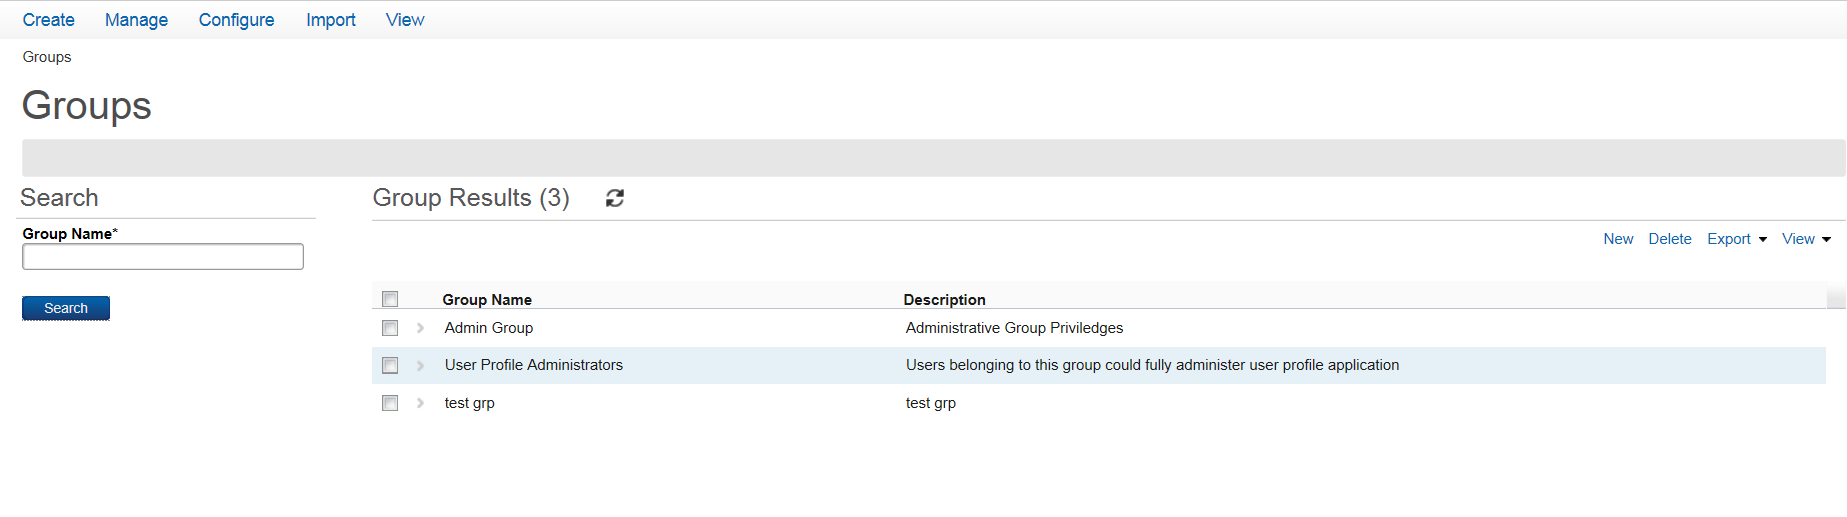 Create Manage Configure Import View
Groups
Groups
Search
Group Name*
Search
Group Results (3)
New Delete Export View
Group Name Description
Admin Group Administrative Group Priviledges
User Profile Administrators Users belonging to this group could fully administer user profile application
test grp test grp